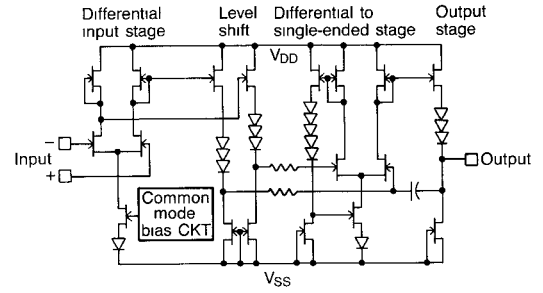 Differential
input stage
Level
shift
Differential to
single-ended stage
Output
stage
VDD
−
Input
+
Common
mode
bias CKT
Output
VSS